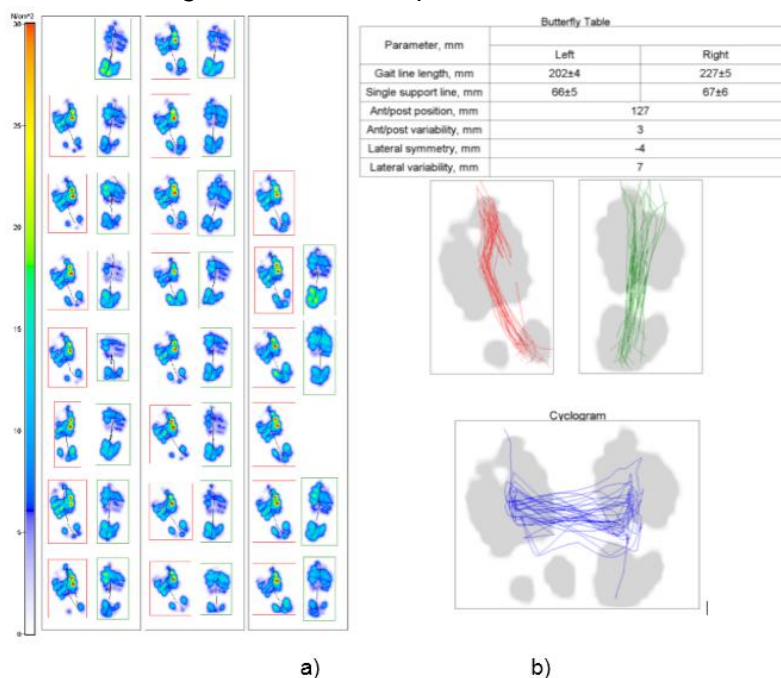 N/cm^2
30
25
20
15
10
5
0
Butterfly Table
Parameter, mm
Left Right
Gait line length, mm 202±4 227±5
Single support line, mm 66±5 67±6
Ant/post position, mm 127
Ant/post variability, mm 3
Lateral symmetry, mm -4
Lateral variability, mm 7
Cyclogram
a) b)